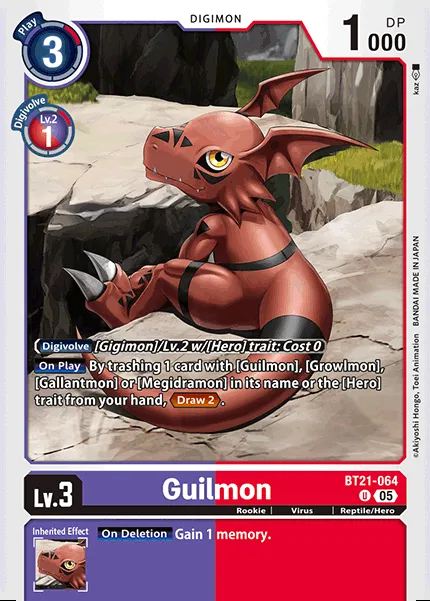 DIGIMON
Play
3
1000
DP
Digivolve
Lv.2
1
kaz
©Akiyoshi Hongo, Toei Animation BANDAI MADE IN JAPAN
Digivolve [Gigimon]/Lv.2 w/[Hero] trait: Cost 0
On Play By trashing 1 card with [Guilmon], [Growlmon],
[Gallantmon] or [Megidramon] in its name or the [Hero]
trait from your hand, Draw 2.
BT21-064
Lv.3
Guilmon
U 05
Rookie Virus Reptile/Hero
Inherited Effect
On Deletion Gain 1 memory.